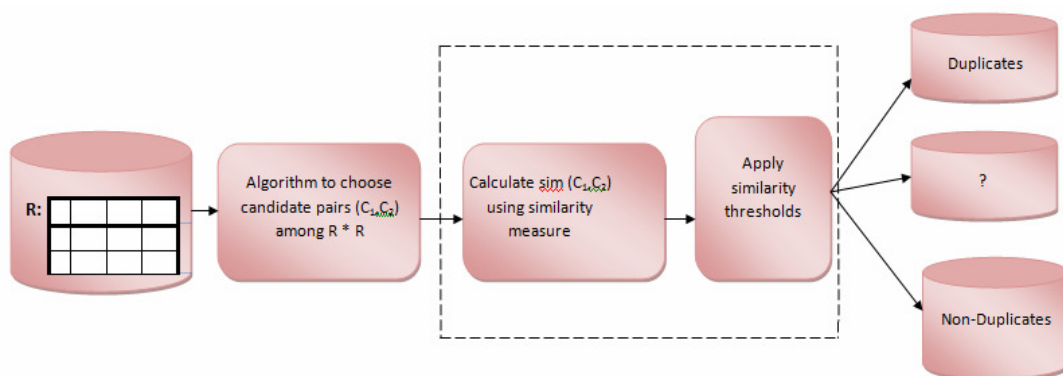 R:
Algorithm to choose
candidate pairs (C₁,C₂)
among R * R
Calculate sim (C₁,C₂)
using similarity
measure
Apply
similarity
thresholds
Duplicates
?
Non-Duplicates